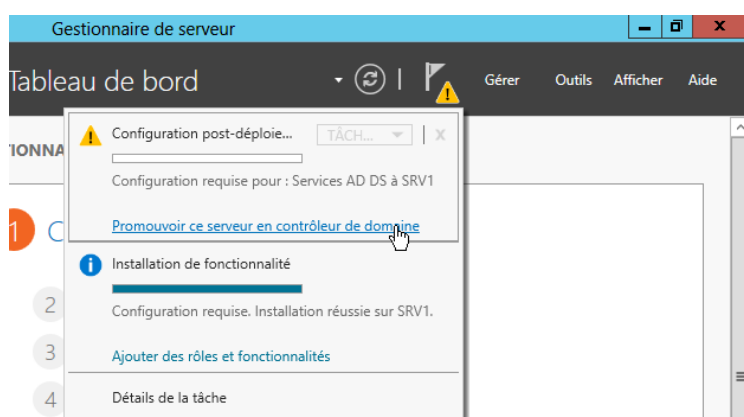 Gestionnaire de serveur
Tableau de bord
Gérer Outils Afficher Aide
Configuration post-déploie... TÂCH... X
TIONNA
Configuration requise pour : Services AD DS à SRV1
1 C
Promouvoir ce serveur en contrôleur de domaine
Installation de fonctionnalité
2
Configuration requise. Installation réussie sur SRV1.
3
Ajouter des rôles et fonctionnalités
4
Détails de la tâche